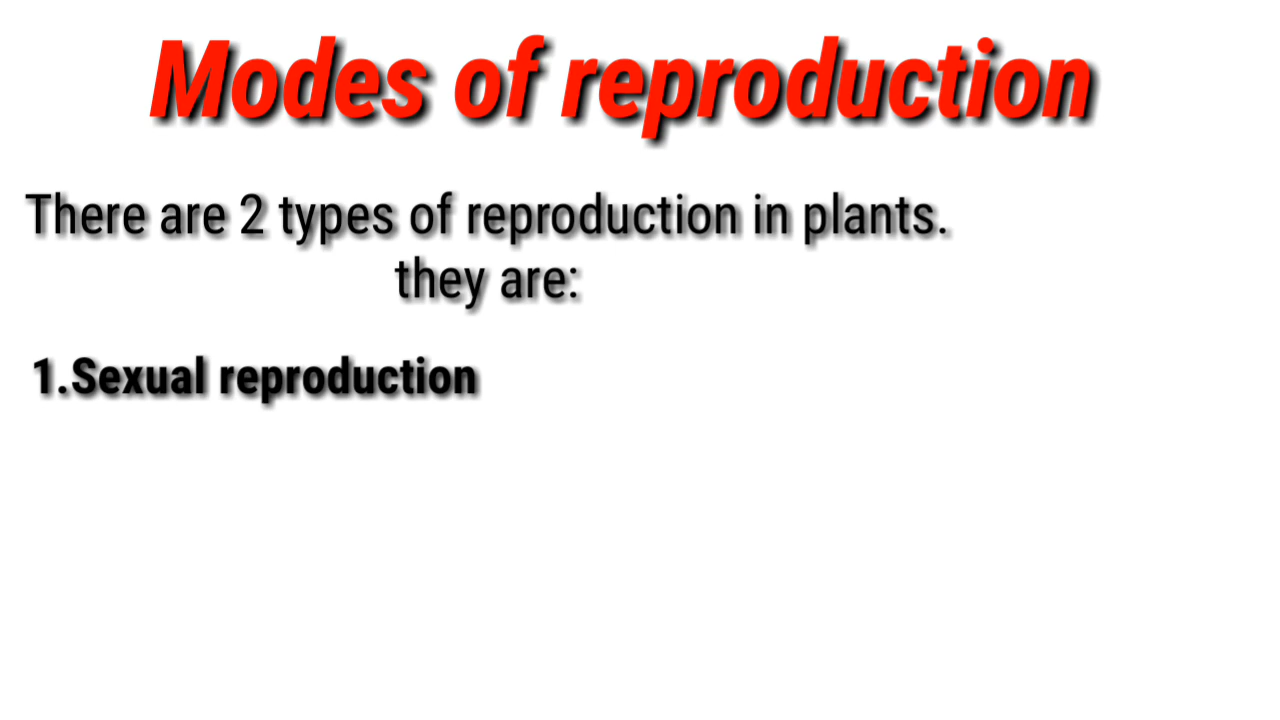 Modes of reproduction
There are 2 types of reproduction in plants.
they are:
1.Sexual reproduction